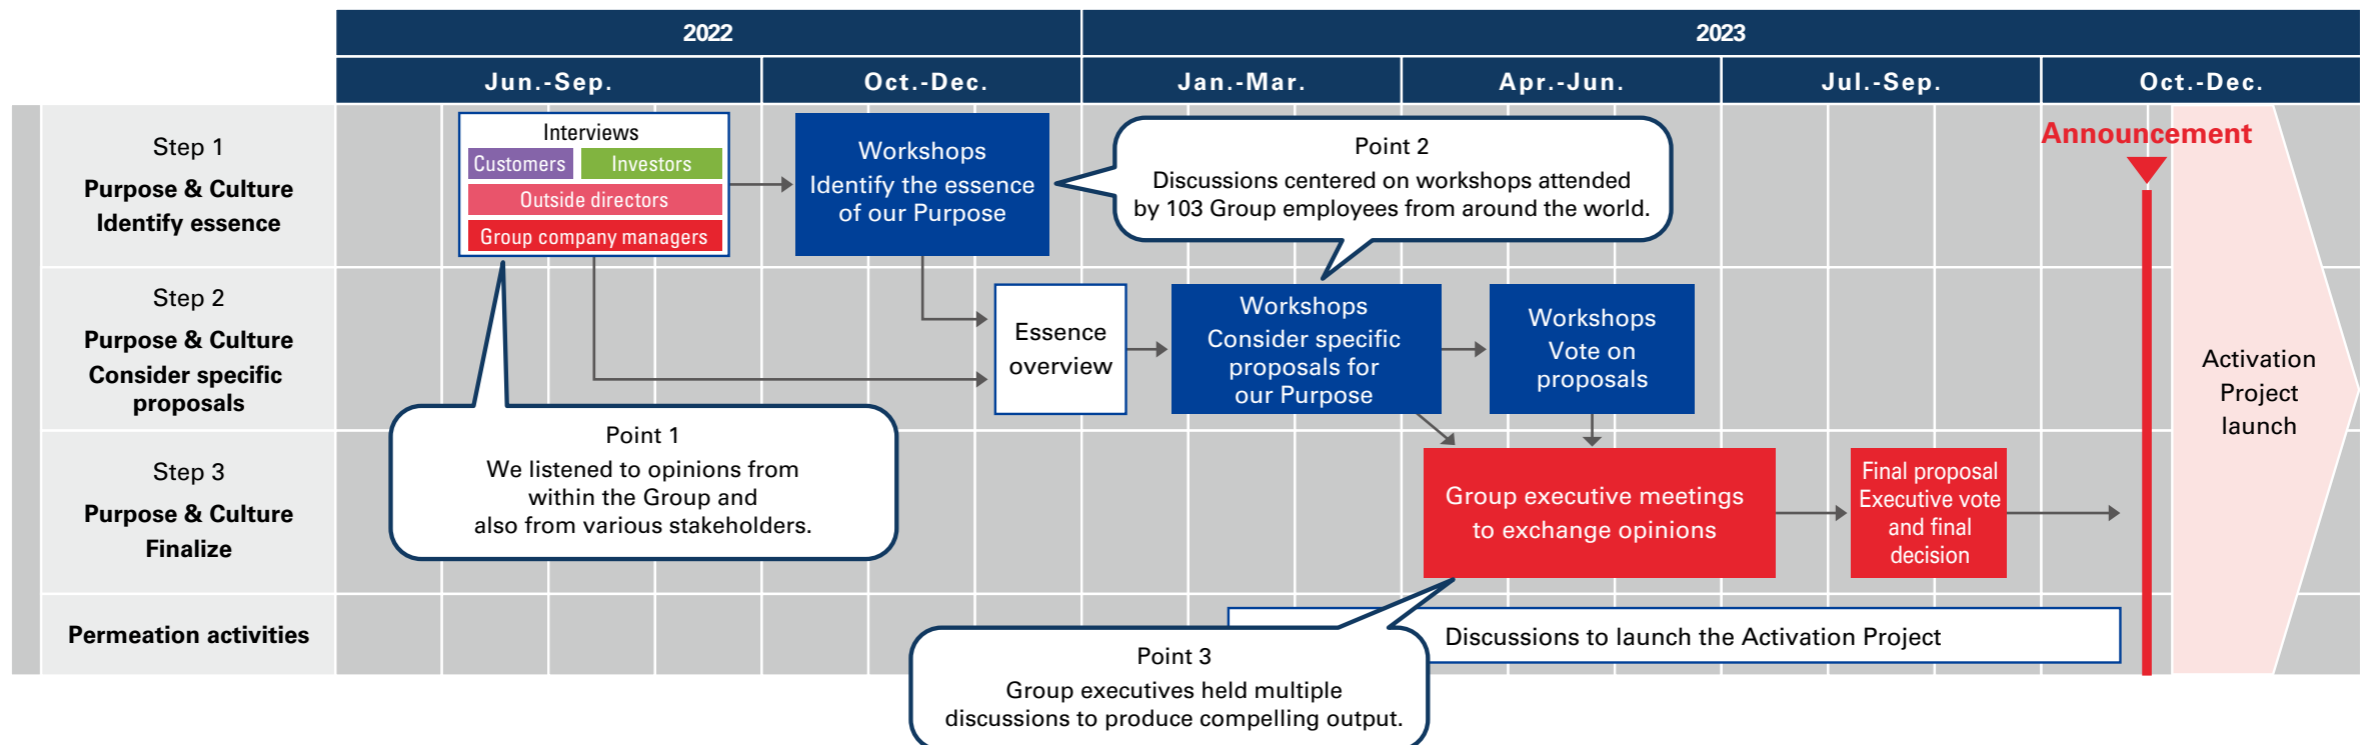 2022
2023
Jun.-Sep.
Oct.-Dec.
Jan.-Mar.
Apr.-Jun.
Jul.-Sep.
Oct.-Dec.
Step 1
Purpose & Culture
Identify essence
Interviews
Customers
Investors
Outside directors
Group company managers
Workshops
Identify the essence
of our Purpose
Point 2
Discussions centered on workshops attended
by 103 Group employees from around the world.
Announcement
Step 2
Purpose & Culture
Consider specific
proposals
Essence
overview
Workshops
Consider specific
proposals for
our Purpose
Workshops
Vote on
proposals
Activation
Project
launch
Point 1
We listened to opinions from
within the Group and
also from various stakeholders.
Step 3
Purpose & Culture
Finalize
Group executive meetings
to exchange opinions
Final proposal
Executive vote
and final
decision
Permeation activities
Discussions to launch the Activation Project
Point 3
Group executives held multiple
discussions to produce compelling output.